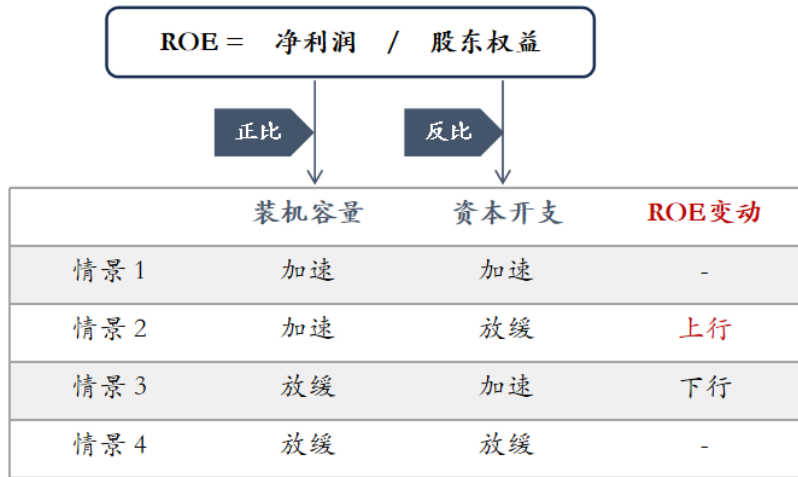 ROE = 净利润 / 股东权益
正比 反比
装机容量 资本开支 ROE变动
情景 1 加速 加速 -
情景 2 加速 放缓 上行
情景 3 放缓 加速 下行
情景 4 放缓 放缓 -